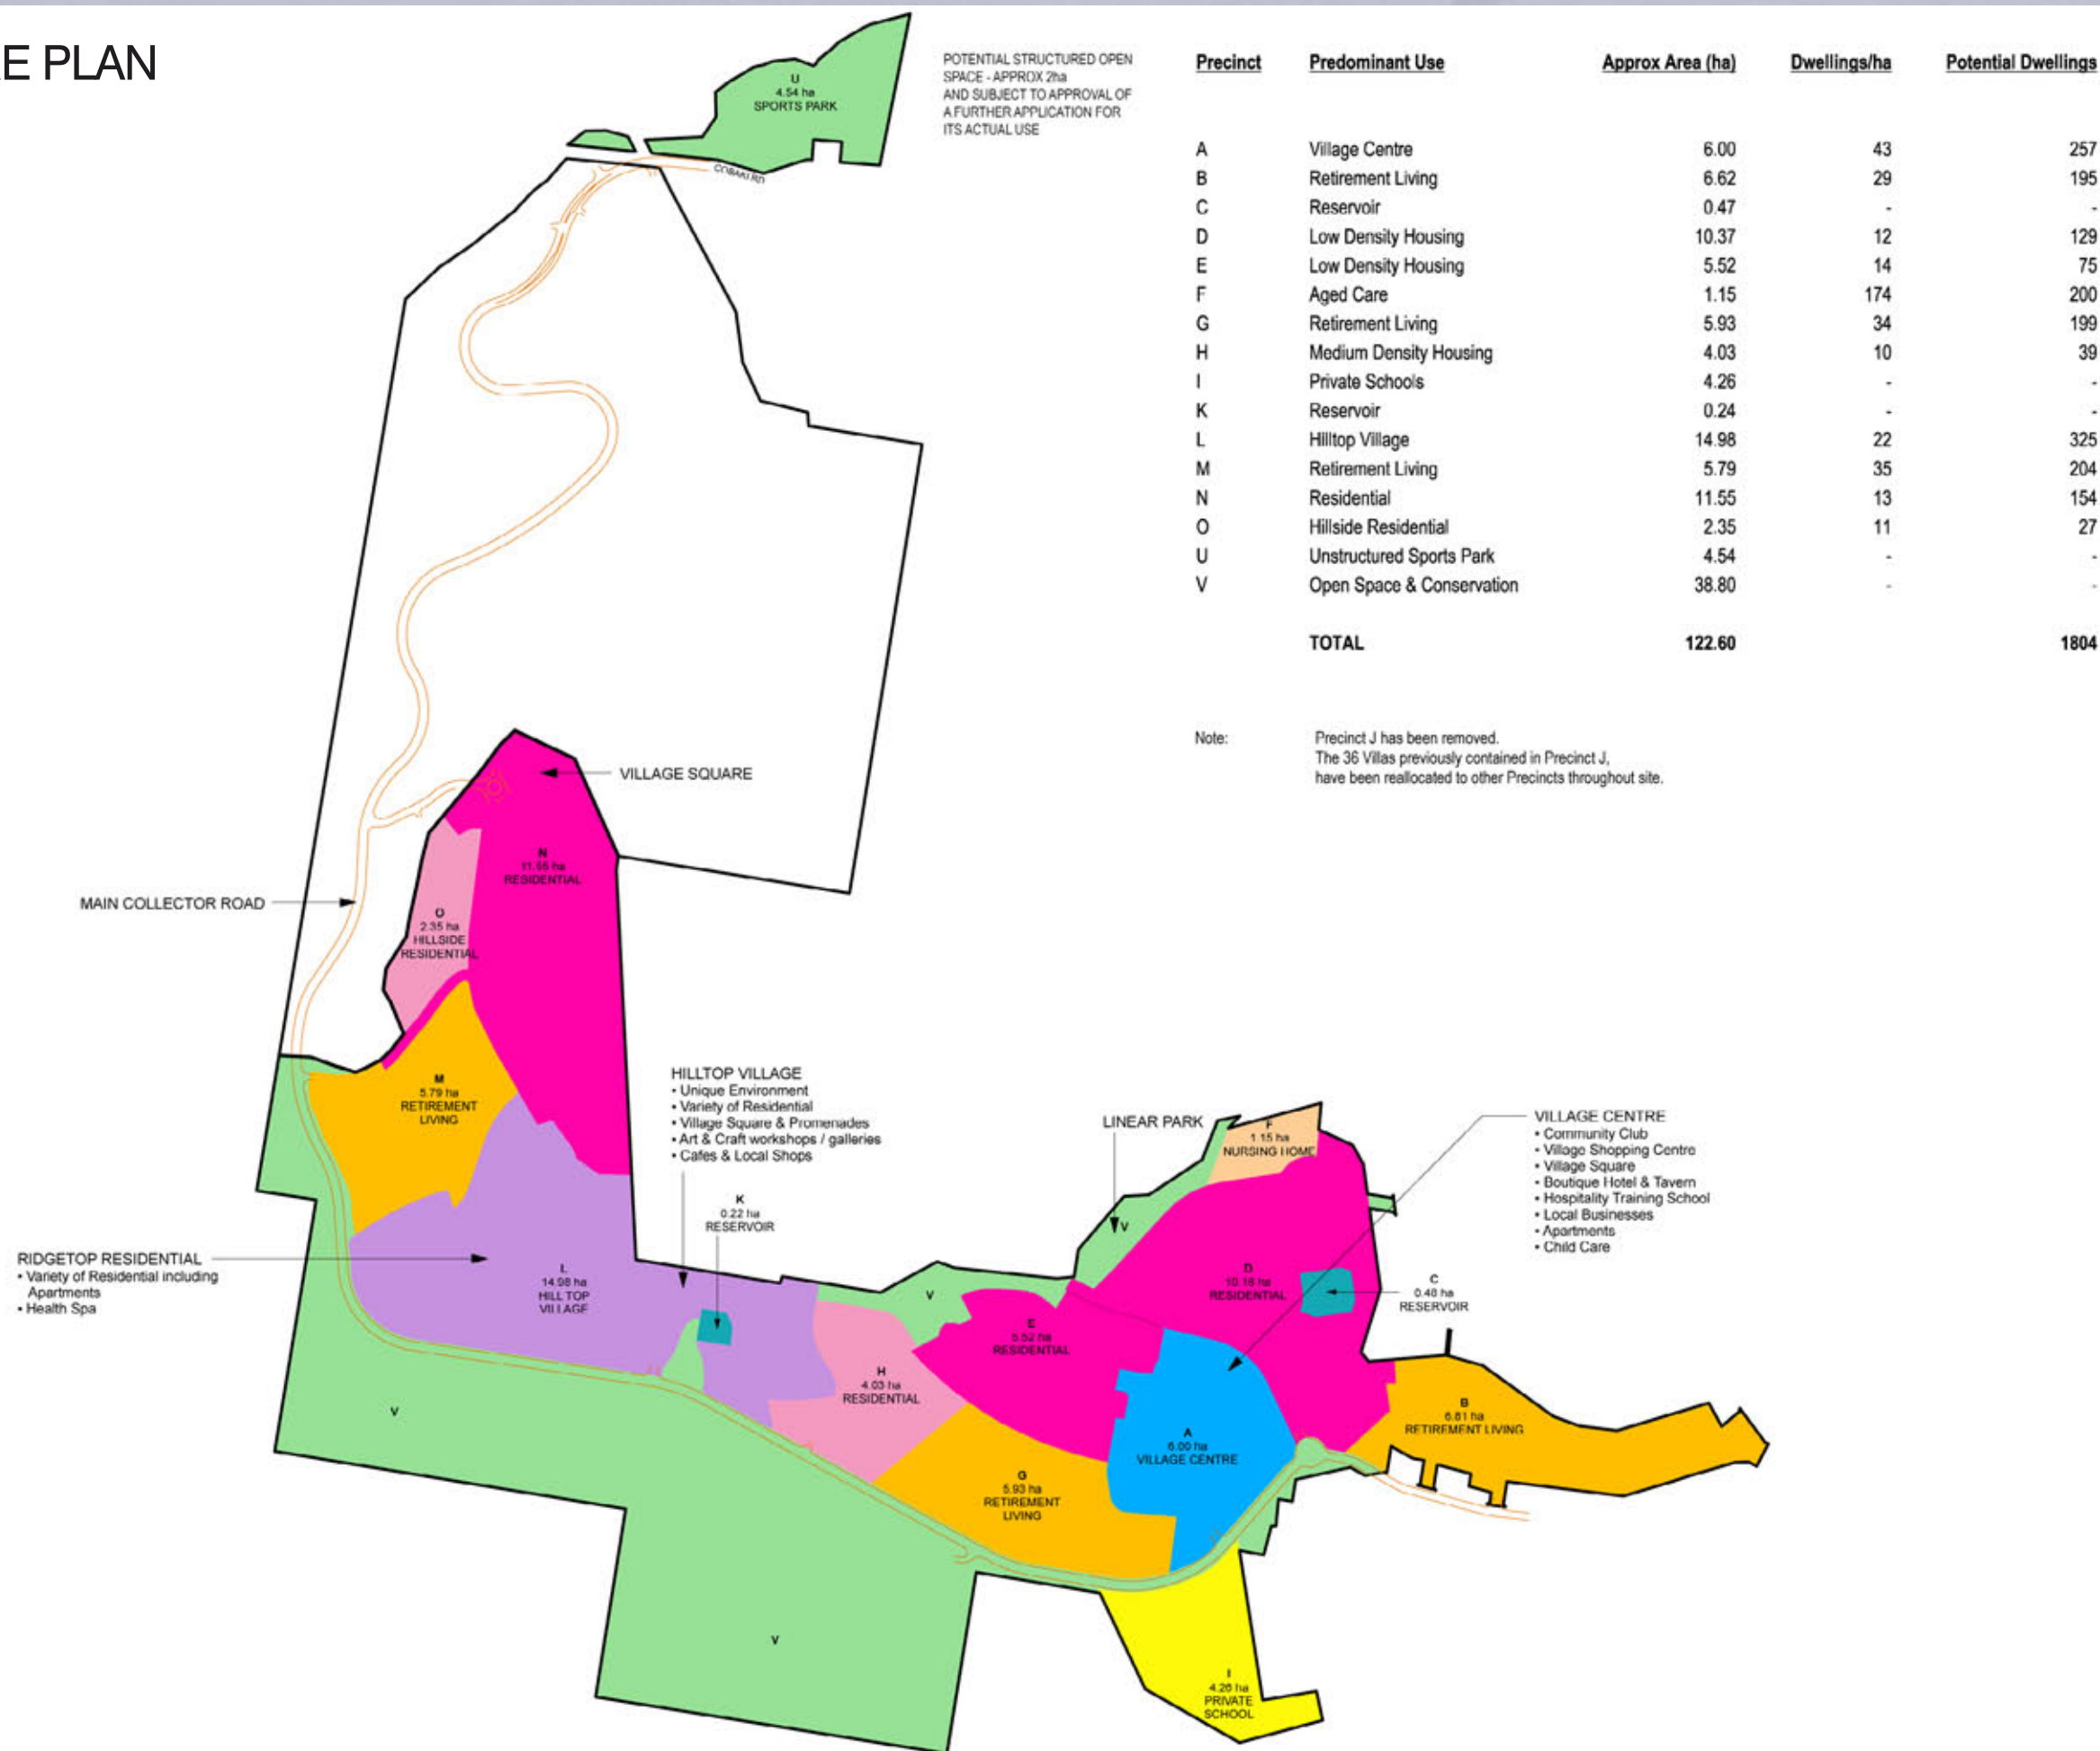 E PLAN
POTENTIAL STRUCTURED OPEN
SPACE - APPROX 2ha
AND SUBJECT TO APPROVAL OF
A FURTHER APPLICATION FOR
ITS ACTUAL USE
U
4.54 ha
SPORTS PARK
COBAKI RD
Precinct Predominant Use Approx Area (ha) Dwellings/ha Potential Dwellings
A Village Centre 6.00 43 257
B Retirement Living 6.62 29 195
C Reservoir 0.47 - -
D Low Density Housing 10.37 12 129
E Low Density Housing 5.52 14 75
F Aged Care 1.15 174 200
G Retirement Living 5.93 34 199
H Medium Density Housing 4.03 10 39
I Private Schools 4.26 - -
K Reservoir 0.24 - -
L Hilltop Village 14.98 22 325
M Retirement Living 5.79 35 204
N Residential 11.55 13 154
O Hillside Residential 2.35 11 27
U Unstructured Sports Park 4.54 - -
V Open Space & Conservation 38.80 - -
TOTAL 122.60 1804
Note: Precinct J has been removed.
The 36 Villas previously contained in Precinct J,
have been reallocated to other Precincts throughout site.
VILLAGE SQUARE
N
11.55 ha
RESIDENTIAL
MAIN COLLECTOR ROAD
O
2.35 ha
HILLSIDE
RESIDENTIAL
M
5.79 ha
RETIREMENT
LIVING
HILLTOP VILLAGE
• Unique Environment
• Variety of Residential
• Village Square & Promenades
• Art & Craft workshops / galleries
• Cafes & Local Shops
K
0.22 ha
RESERVOIR
LINEAR PARK
F
1.15 ha
NURSING HOME
VILLAGE CENTRE
• Community Club
• Village Shopping Centre
• Village Square
• Boutique Hotel & Tavern
• Hospitality Training School
• Local Businesses
• Apartments
• Child Care
V
RIDGETOP RESIDENTIAL
• Variety of Residential including
Apartments
• Health Spa
L
14.98 ha
HILL TOP
VILLAGE
V
D
10.18 ha
RESIDENTIAL
C
0.48 ha
RESERVOIR
E
5.52 ha
RESIDENTIAL
H
4.03 ha
RESIDENTIAL
V
B
6.81 ha
RETIREMENT LIVING
A
6.00 ha
VILLAGE CENTRE
G
5.93 ha
RETIREMENT
LIVING
V
I
4.26 ha
PRIVATE
SCHOOL